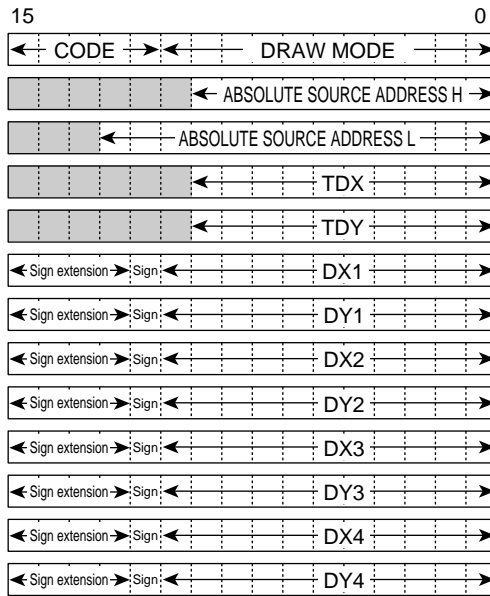 15 0
CODE DRAW MODE
ABSOLUTE SOURCE ADDRESS H
ABSOLUTE SOURCE ADDRESS L
TDX
TDY
Sign extension Sign DX1
Sign extension Sign DY1
Sign extension Sign DX2
Sign extension Sign DY2
Sign extension Sign DX3
Sign extension Sign DY3
Sign extension Sign DX4
Sign extension Sign DY4